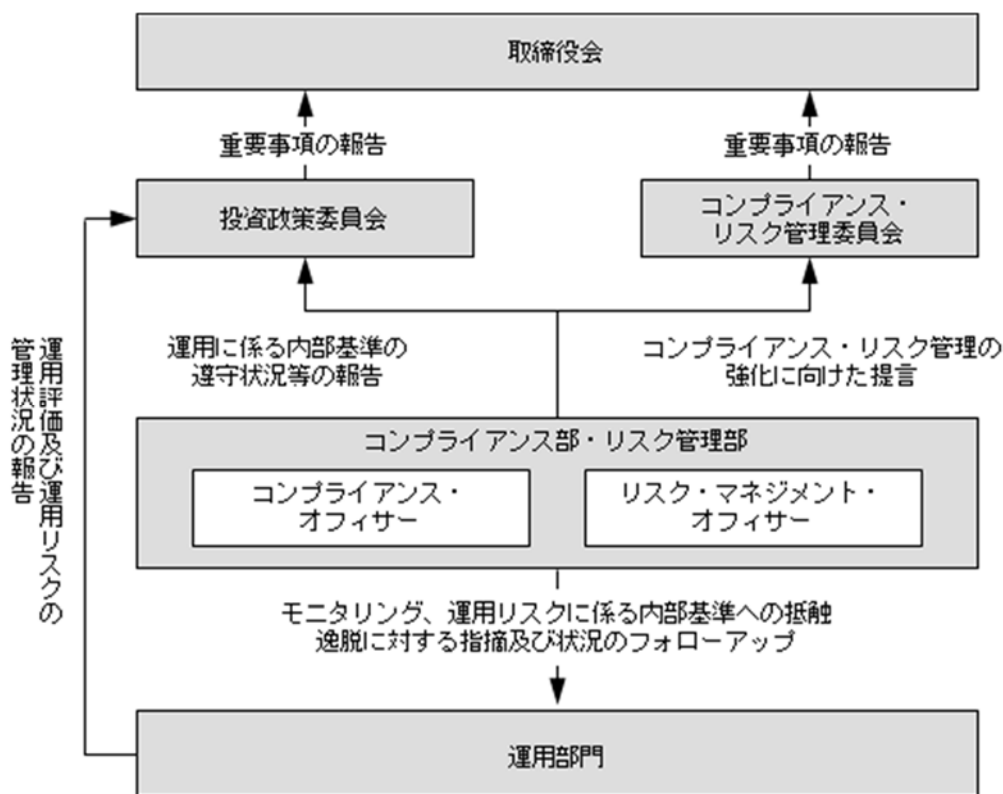 取締役会
重要事項の報告
重要事項の報告
投資政策委員会
コンプライアンス・
リスク管理委員会
運用に係る内部基準の
遵守状況等の報告
コンプライアンス・リスク管理の
強化に向けた提言
運用評価及び運用リスクの
管理状況の報告
コンプライアンス部・リスク管理部
コンプライアンス・
オフィサー
リスク・マネジメント・
オフィサー
モニタリング、運用リスクに係る内部基準への抵触
逸脱に対する指摘及び状況のフォローアップ
運用部門